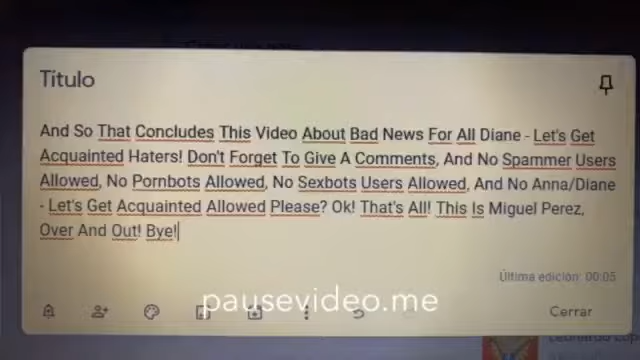 Título
And So That Concludes This Video About Bad News For All Diane - Let's Get
Acquainted Haters! Don't Forget To Give A Comments, And No Spammer Users
Allowed, No Pornbots Allowed, No Sexbots Users Allowed, And No Anna/Diane
- Let's Get Acquainted Allowed Please? Ok! That's All! This Is Miguel Perez,
Over And Out! Bye!
Última edición: 00:05
pausevideo.me
Cerrar